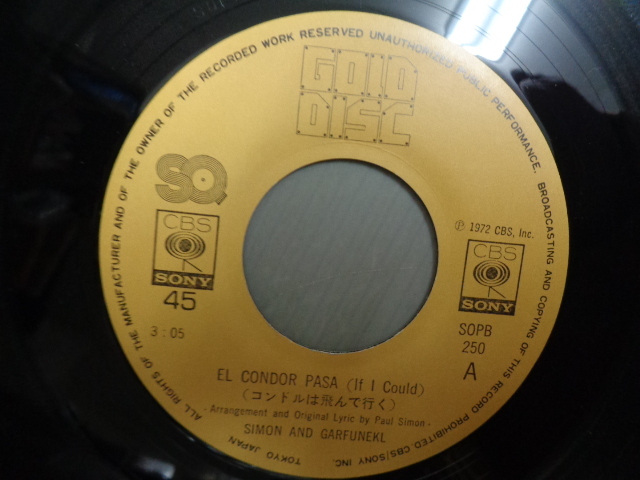 ALL RIGHTS OF THE MANUFACTURER AND OF THE OWNER OF THE RECORDED WORK RESERVED UNAUTHORIZED PUBLIC PERFORMANCE, BROADCASTING AND COPYING OF THIS RECORD PROHIBITED CBS/SONY INC. TOKYO JAPAN
GOLD
DISC
SQ
CBS
SONY
45
3:05
℗ 1972 CBS, Inc.
CBS
SONY
SOPB
250
A
EL CONDOR PASA (If I Could)
(コンドルは飛んで行く)
- Arrangement and Original Lyric by Paul Simon -
SIMON AND GARFUNEKL